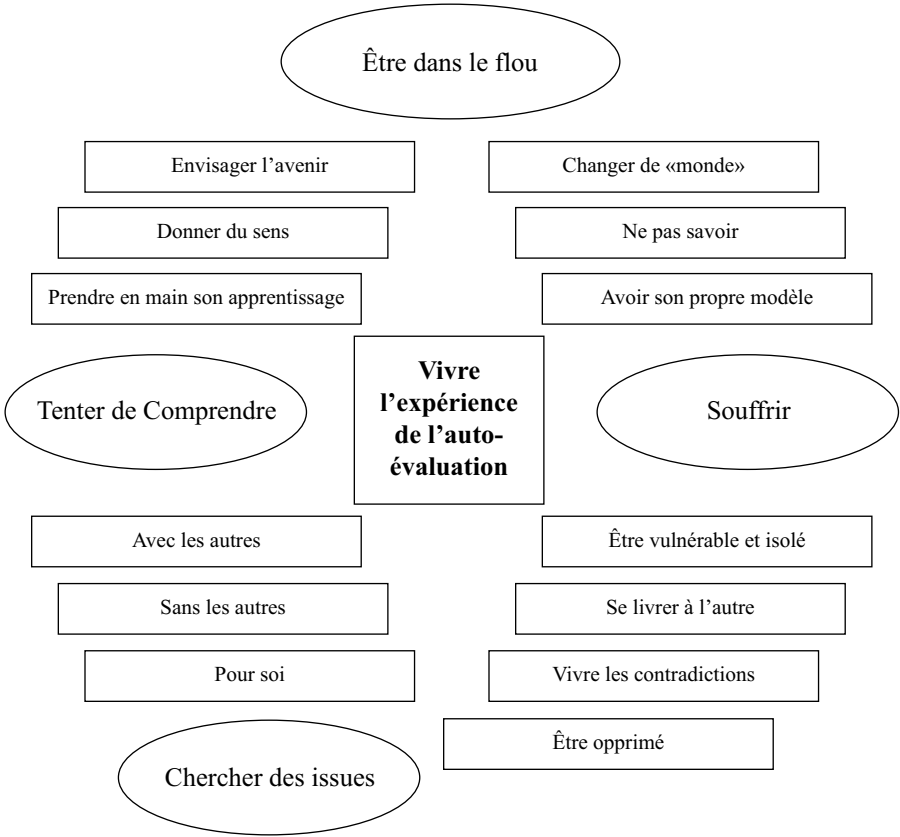 Être dans le flou
Envisager l’avenir
Changer de «monde»
Donner du sens
Ne pas savoir
Prendre en main son apprentissage
Avoir son propre modèle
Vivre
l’expérience
de l’auto-
évaluation
Tenter de Comprendre
Souffrir
Avec les autres
Être vulnérable et isolé
Sans les autres
Se livrer à l’autre
Pour soi
Vivre les contradictions
Être opprimé
Chercher des issues